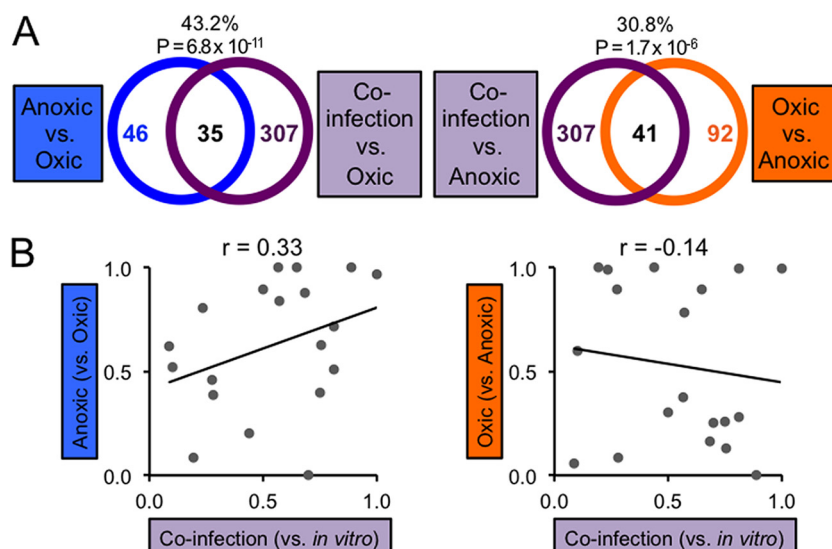 A
43.2%
P = 6.8 x 10-11
30.8%
P = 1.7 x 10-6
Anoxic
vs.
Oxic
46
35
307
Co-
infection
vs.
Oxic
Co-
infection
vs.
Anoxic
307
41
92
Oxic
vs.
Anoxic
B
r = 0.33
Anoxic (vs. Oxic)
1.0
0.5
0.0
0.0
0.5
1.0
Co-infection (vs. in vitro)
r = -0.14
Oxic (vs. Anoxic)
1.0
0.5
0.0
0.0
0.5
1.0
Co-infection (vs. in vitro)